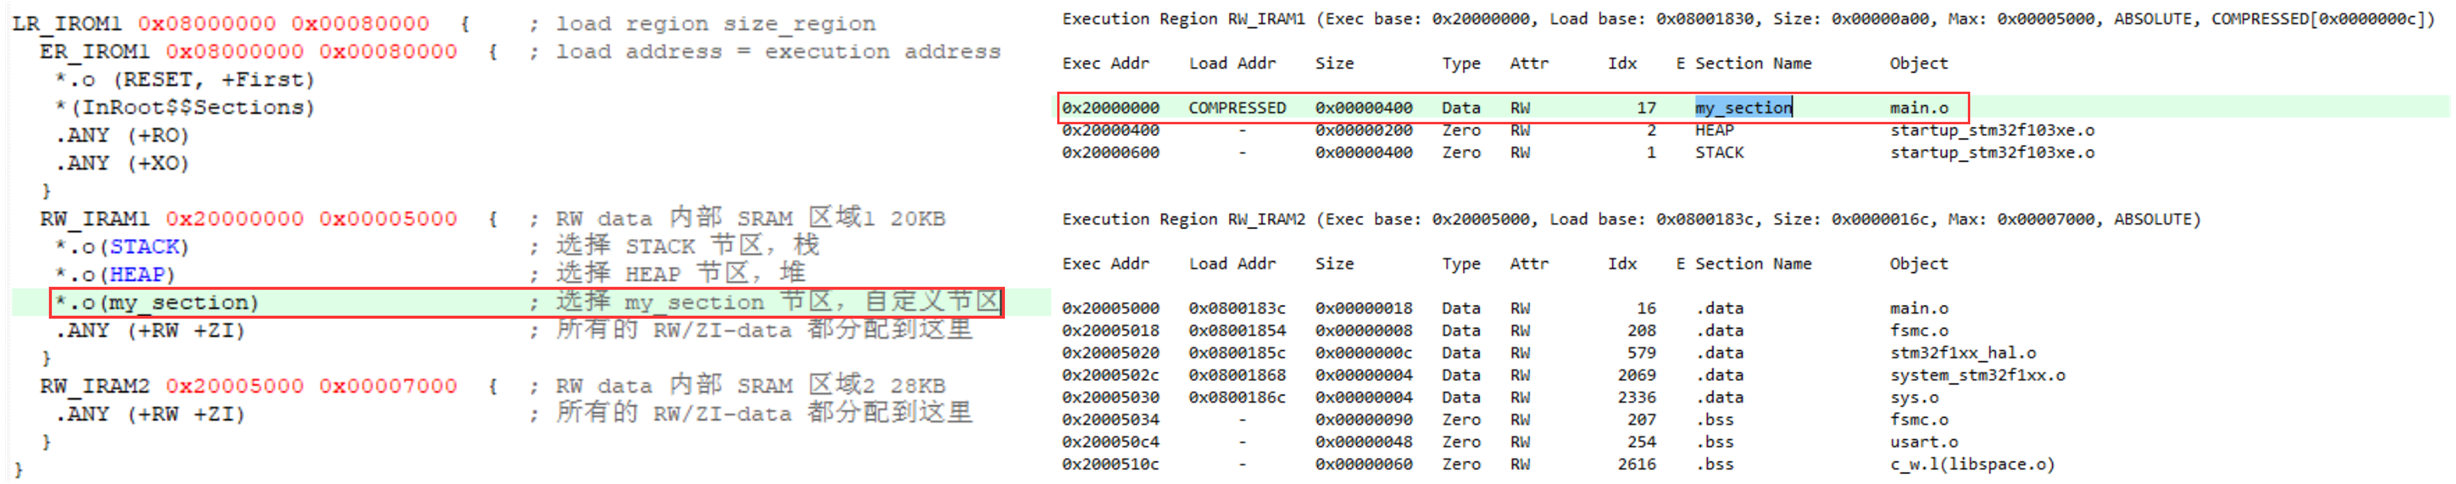 LR_IROM1 0x08000000 0x00080000  {    ; load region size_region
ER_IROM1 0x08000000 0x00080000  {  ; load address = execution address
*.o (RESET, +First)
*(InRoot$$Sections)
.ANY (+RO)
.ANY (+XO)
}
RW_IRAM1 0x20000000 0x00005000  {  ; RW data 内部 SRAM 区域1 20KB
*.o(STACK)                         ; 选择 STACK 节区，栈
*.o(HEAP)                          ; 选择 HEAP 节区，堆
*.o(my_section)                    ; 选择 my_section 节区，自定义节区
.ANY (+RW +ZI)                     ; 所有的 RW/ZI-data 都分配到这里
}
RW_IRAM2 0x20005000 0x00007000  {  ; RW data 内部 SRAM 区域2 28KB
.ANY (+RW +ZI)                     ; 所有的 RW/ZI-data 都分配到这里
}
}
Execution Region RW_IRAM1 (Exec base: 0x20000000, Load base: 0x08001830, Size: 0x00000a00, Max: 0x00005000, ABSOLUTE, COMPRESSED[0x0000000c])
Exec Addr    Load Addr    Size         Type   Attr      Idx    E Section Name        Object
0x20000000   COMPRESSED   0x00000400   Data   RW           17    my_section          main.o
0x20000400        -       0x00000200   Zero   RW            2    HEAP                startup_stm32f103xe.o
0x20000600        -       0x00000400   Zero   RW            1    STACK               startup_stm32f103xe.o
Execution Region RW_IRAM2 (Exec base: 0x20005000, Load base: 0x0800183c, Size: 0x0000016c, Max: 0x00007000, ABSOLUTE)
Exec Addr    Load Addr    Size         Type   Attr      Idx    E Section Name        Object
0x20005000   0x0800183c   0x00000018   Data   RW           16    .data               main.o
0x20005018   0x08001854   0x00000008   Data   RW          208    .data               fsmc.o
0x20005020   0x0800185c   0x0000000c   Data   RW          579    .data               stm32f1xx_hal.o
0x2000502c   0x08001868   0x00000004   Data   RW         2069    .data               system_stm32f1xx.o
0x20005030   0x0800186c   0x00000004   Data   RW         2336    .data               sys.o
0x20005034        -       0x00000090   Zero   RW          207    .bss                fsmc.o
0x200050c4        -       0x00000048   Zero   RW          254    .bss                usart.o
0x2000510c        -       0x00000060   Zero   RW         2616    .bss                c_w.l(libspace.o)